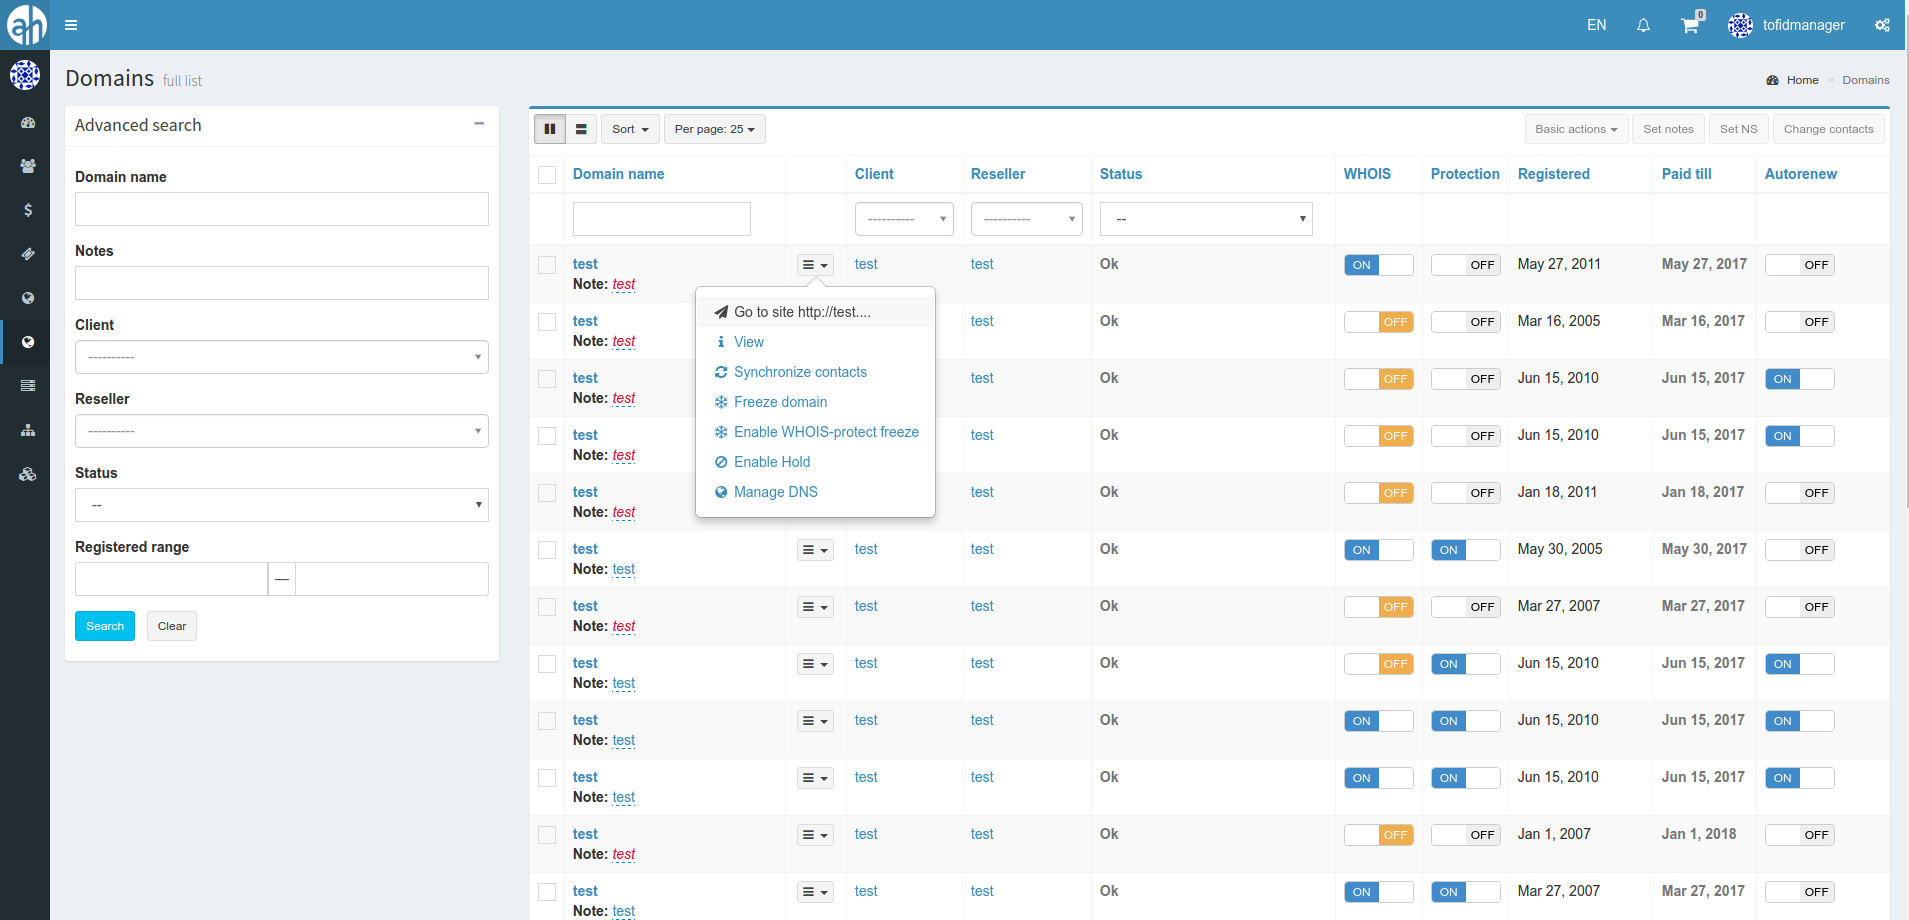 ah
EN
0
tofidmanager
Domains full list
Home > Domains
Advanced search
Domain name
Notes
Client
----------
Reseller
----------
Status
--
Registered range
—
Search Clear
Sort Per page: 25 Basic actions Set notes Set NS Change contacts
Domain name Client Reseller Status WHOIS Protection Registered Paid till Autorenew
---------- ---------- --
test test test Ok ON OFF May 27, 2011 May 27, 2017 OFF
Note: test
Go to site http://test....
View
Synchronize contacts
Freeze domain
Enable WHOIS-protect freeze
Enable Hold
Manage DNS
test test Ok OFF OFF Mar 16, 2005 Mar 16, 2017 OFF
Note: test
test test Ok OFF OFF Jun 15, 2010 Jun 15, 2017 ON
Note: test
test test Ok OFF OFF Jun 15, 2010 Jun 15, 2017 ON
Note: test
test test Ok OFF OFF Jan 18, 2011 Jan 18, 2017 OFF
Note: test
test test test Ok ON ON May 30, 2005 May 30, 2017 OFF
Note: test
test test test Ok OFF OFF Mar 27, 2007 Mar 27, 2017 OFF
Note: test
test test test Ok OFF ON Jun 15, 2010 Jun 15, 2017 ON
Note: test
test test test Ok ON ON Jun 15, 2010 Jun 15, 2017 ON
Note: test
test test test Ok ON ON Jun 15, 2010 Jun 15, 2017 ON
Note: test
test test test Ok OFF OFF Jan 1, 2007 Jan 1, 2018 OFF
Note: test
test test test Ok ON ON Mar 27, 2007 Mar 27, 2017 OFF
Note: test